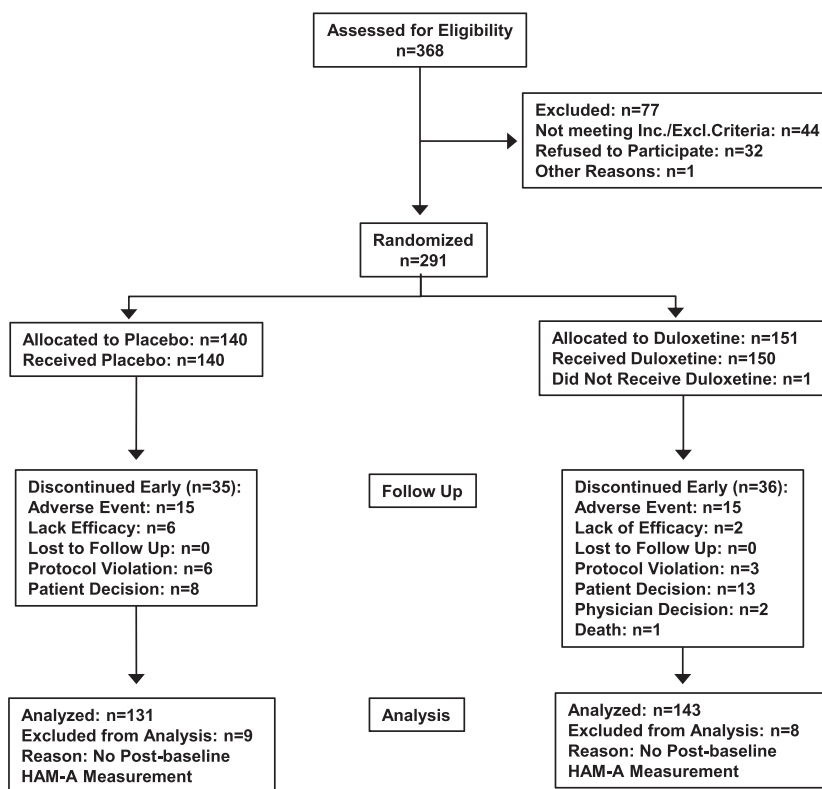 Assessed for Eligibility
n=368
Excluded: n=77
Not meeting Inc./Excl.Criteria: n=44
Refused to Participate: n=32
Other Reasons: n=1
Randomized
n=291
Allocated to Placebo: n=140
Received Placebo: n=140
Allocated to Duloxetine: n=151
Received Duloxetine: n=150
Did Not Receive Duloxetine: n=1
Discontinued Early (n=35):
Adverse Event: n=15
Lack Efficacy: n=6
Lost to Follow Up: n=0
Protocol Violation: n=6
Patient Decision: n=8
Follow Up
Discontinued Early (n=36):
Adverse Event: n=15
Lack of Efficacy: n=2
Lost to Follow Up: n=0
Protocol Violation: n=3
Patient Decision: n=13
Physician Decision: n=2
Death: n=1
Analyzed: n=131
Excluded from Analysis: n=9
Reason: No Post-baseline
HAM-A Measurement
Analysis
Analyzed: n=143
Excluded from Analysis: n=8
Reason: No Post-baseline
HAM-A Measurement